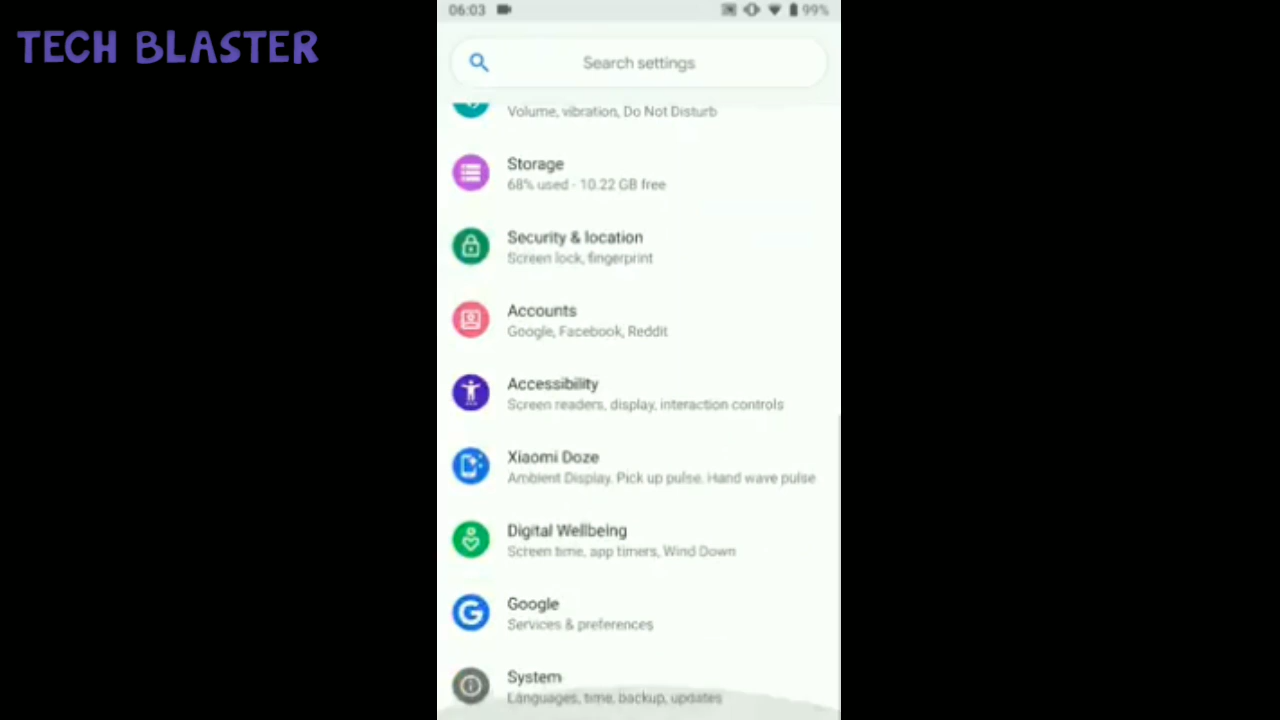 TECH BLASTER
06:03
99%
Search settings
Volume, vibration, Do Not Disturb
Storage
68% used - 10.22 GB free
Security & location
Screen lock, fingerprint
Accounts
Google, Facebook, Reddit
Accessibility
Screen readers, display, interaction controls
Xiaomi Doze
Ambient Display, Pick up pulse, Hand wave pulse
Digital Wellbeing
Screen time, app timers, Wind Down
Google
Services & preferences
System
Languages, time, backup, updates